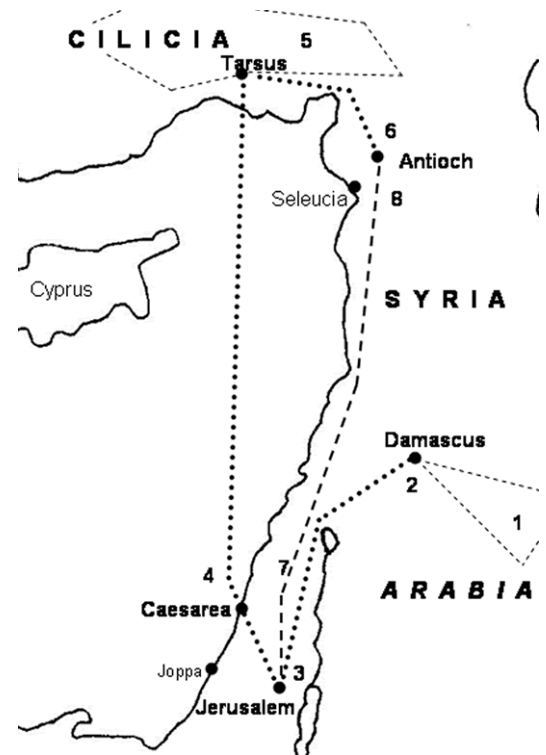 CILICIA 5
Tarsus
6
Antioch
Seleucia 8
Cyprus
SYRIA
Damascus
2
1
7
4
ARABIA
Caesarea
Joppa
3
Jerusalem